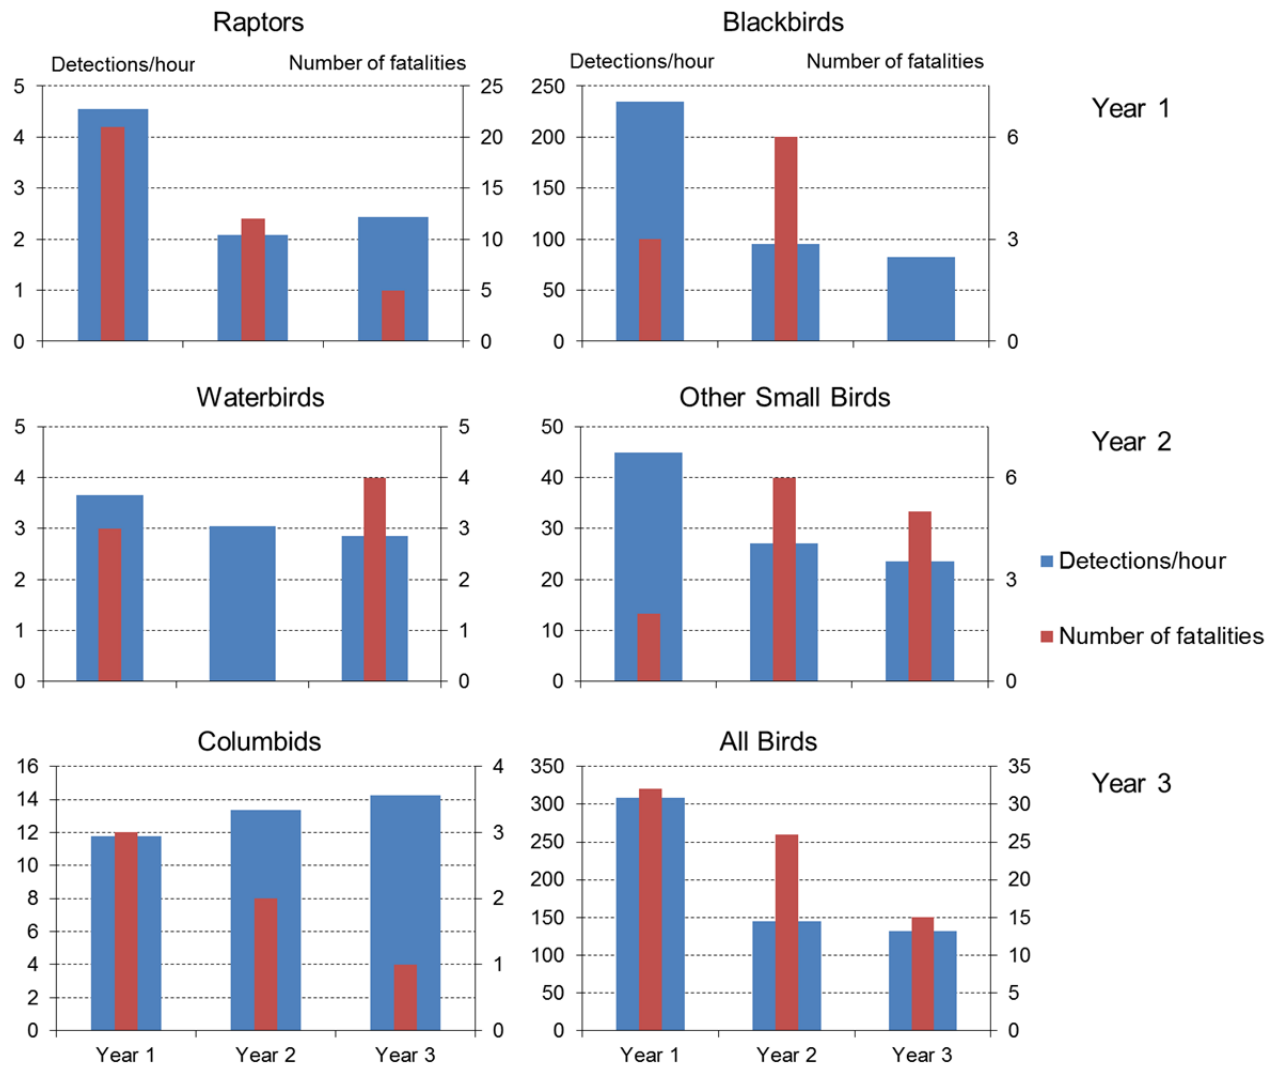 Raptors
Blackbirds
Detections/hour
Number of fatalities
Detections/hour
Number of fatalities
5 25 250
4 20 200 6
3 15 150
2 10 100 3
1 5 50
0 0 0 0
Year 1
Waterbirds
Other Small Birds
5 5 50
4 4 40 6
3 3 30
2 2 20 3
1 1 10
0 0 0 0
Year 2
Detections/hour
Number of fatalities
Columbids
All Birds
16 4 350 35
14 300 30
12 3 250 25
10 200 20
8 2 150 15
6 100 10
4 1 50 5
2 0 0
0 0
Year 3
Year 1 Year 2 Year 3
Year 1 Year 2 Year 3